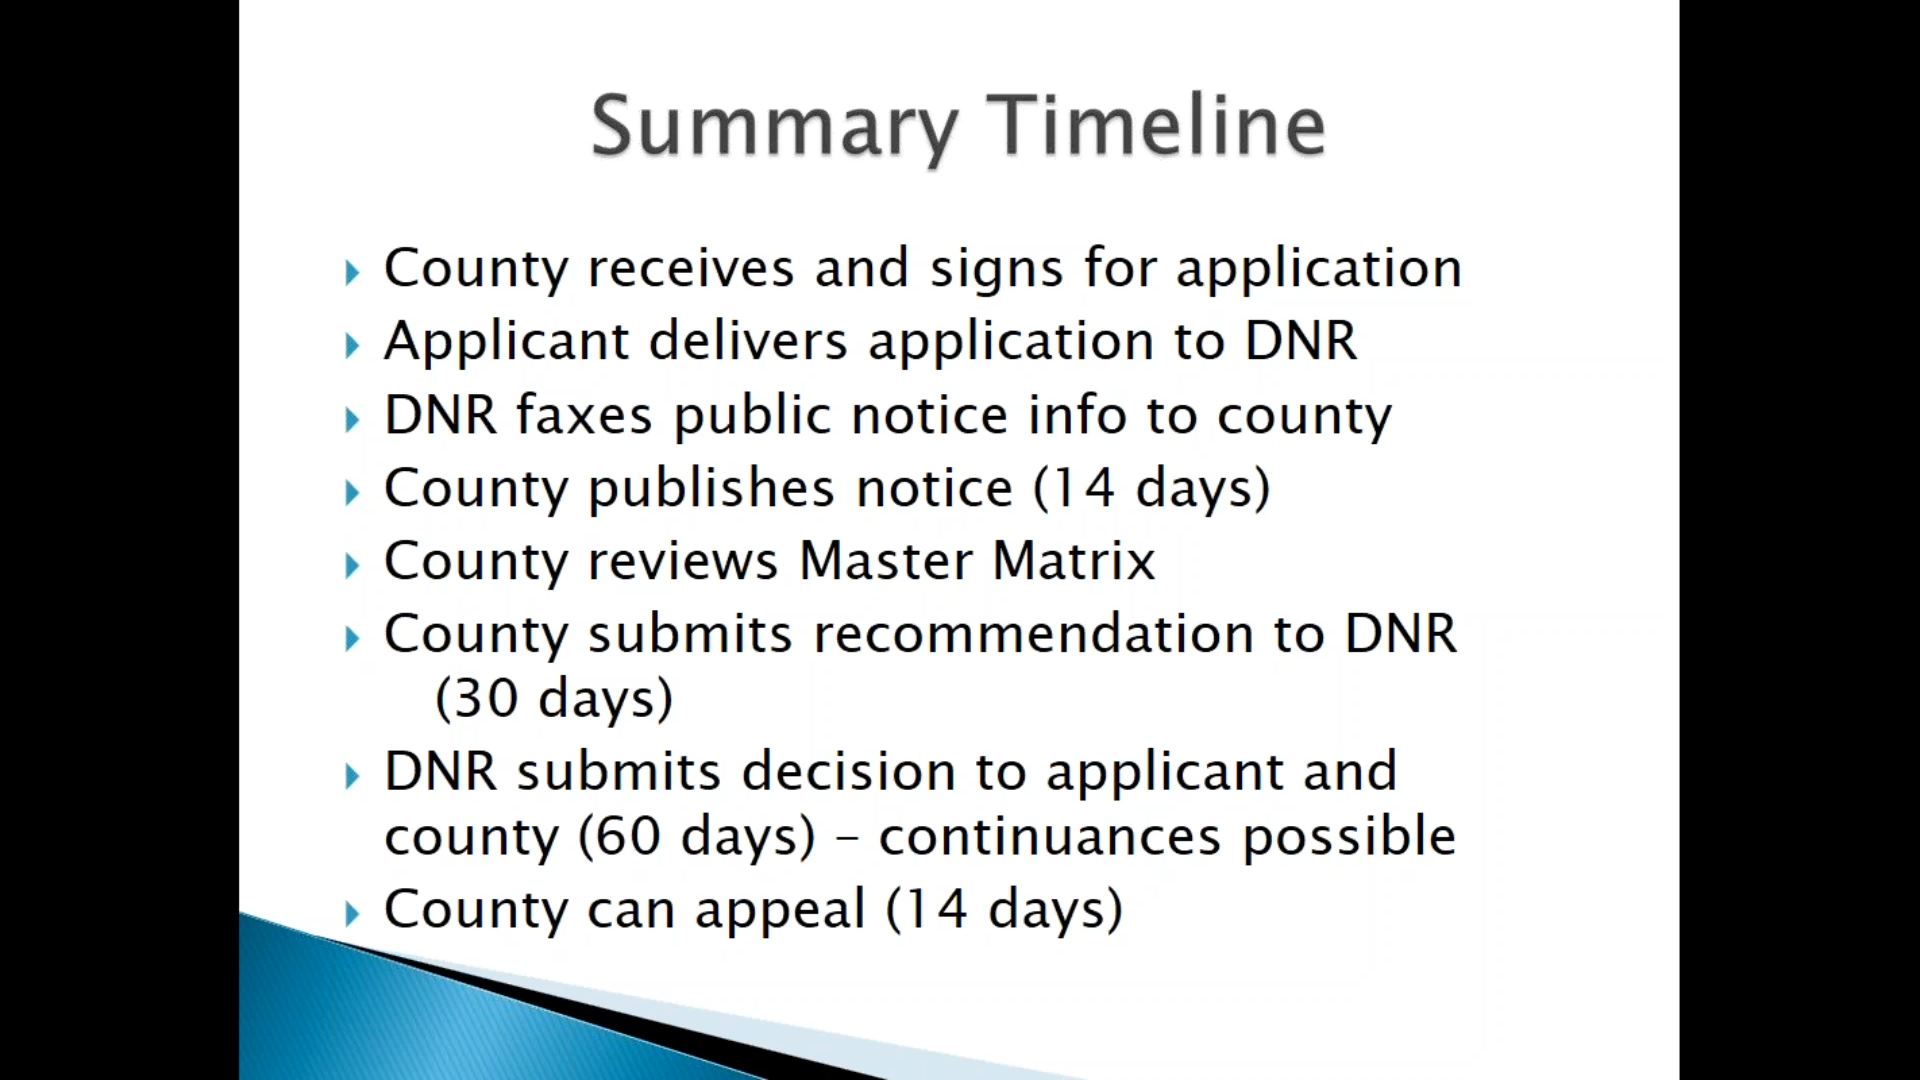 Summary Timeline
County receives and signs for application
Applicant delivers application to DNR
DNR faxes public notice info to county
County publishes notice (14 days)
County reviews Master Matrix
County submits recommendation to DNR
(30 days)
DNR submits decision to applicant and
county (60 days) – continuances possible
County can appeal (14 days)